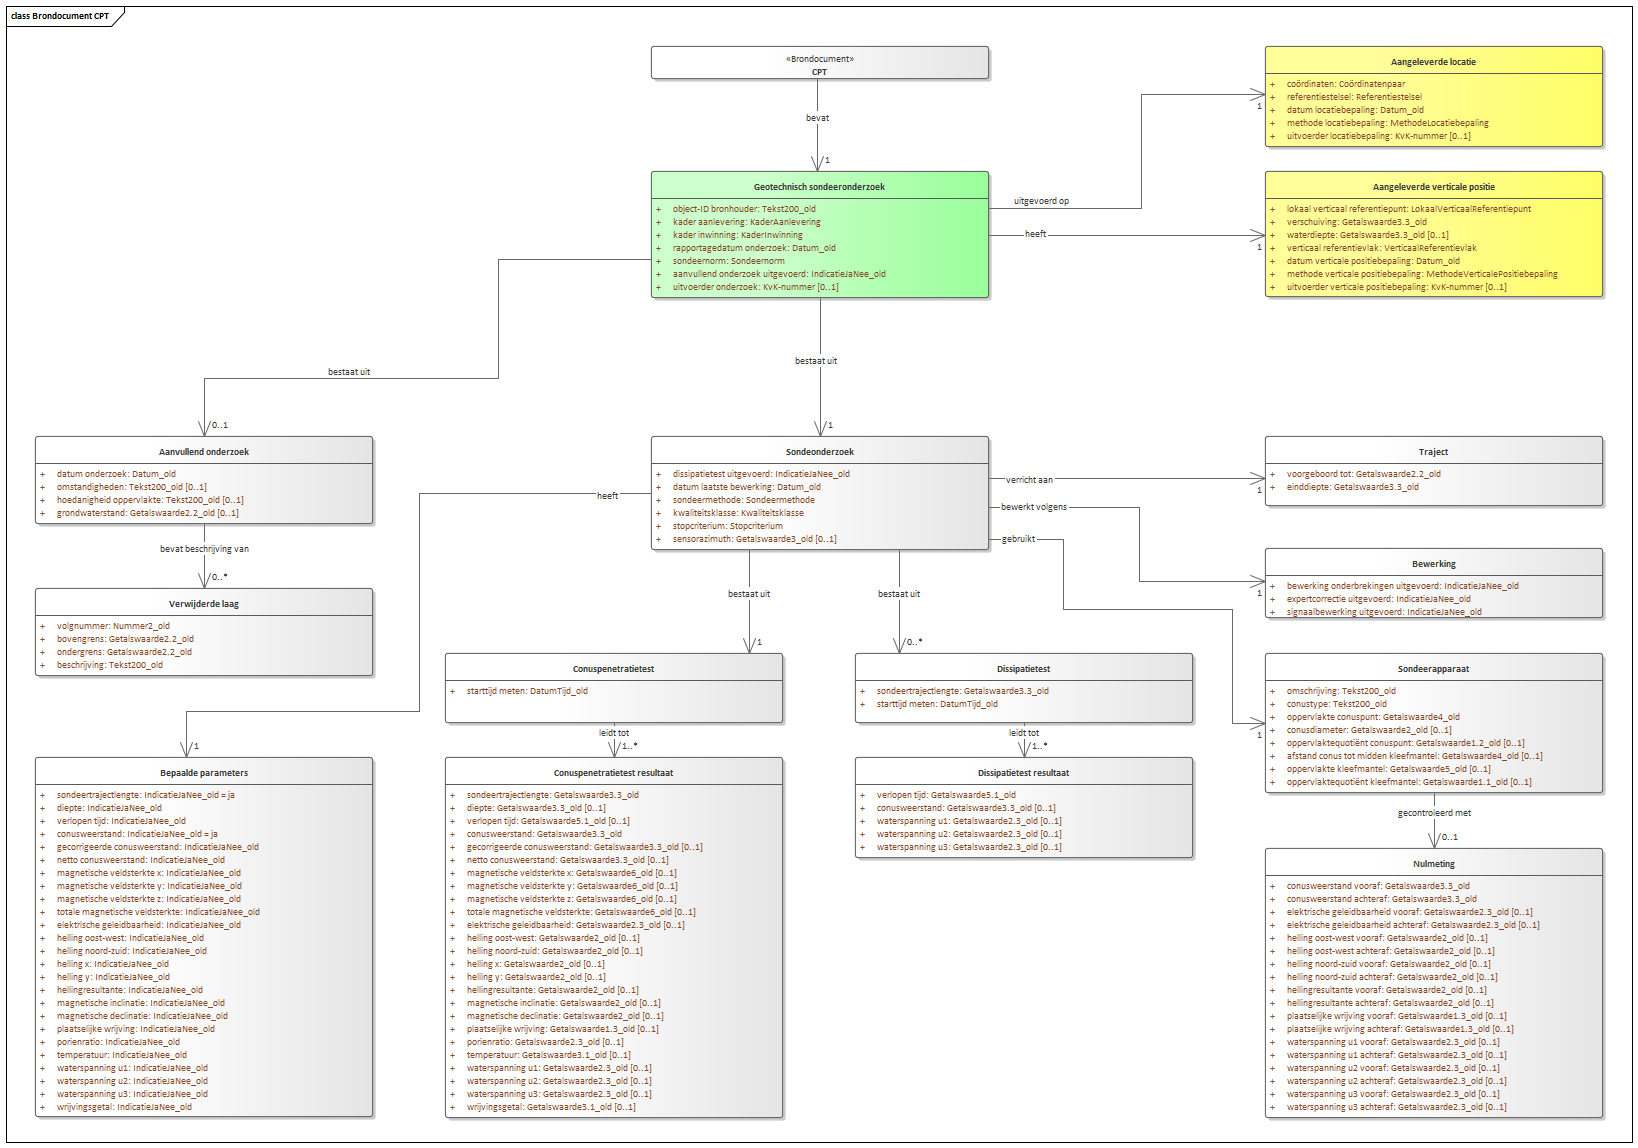 class Brondocument CPT
«Brondocument»
CPT
bevat
1
Geotechnisch sondeeronderzoek
+ object-ID bronhouder: Tekst200_old
+ kader aanlevering: KaderAanlevering
+ kader inwinning: KaderInwinning
+ rapportagedatum onderzoek: Datum_old
+ sondeernorm: Sondeernorm
+ aanvullend onderzoek uitgevoerd: IndicatieJaNee_old
+ uitvoerder onderzoek: KvK-nummer [0..1]
uitgevoerd op
1
Aangeleverde locatie
+ coördinaten: Coördinatenpaar
+ referentiestelsel: Referentiestelsel
+ datum locatiebepaling: Datum_old
+ methode locatiebepaling: MethodeLocatiebepaling
+ uitvoerder locatiebepaling: KvK-nummer [0..1]
heeft
1
Aangeleverde verticale positie
+ lokaal verticaal referentiepunt: LokaalVerticaalReferentiepunt
+ verschuiving: Getalswaarde3.3_old
+ waterdiepte: Getalswaarde3.3_old [0..1]
+ verticaal referentievlak: VerticaalReferentievlak
+ datum verticale positiebepaling: Datum_old
+ methode verticale positiebepaling: MethodeVerticalePositiebepaling
+ uitvoerder verticale positiebepaling: KvK-nummer [0..1]
bestaat uit
0..1
bestaat uit
1
Aanvullend onderzoek
+ datum onderzoek: Datum_old
+ omstandigheden: Tekst200_old [0..1]
+ hoedanigheid oppervlakte: Tekst200_old [0..1]
+ grondwaterstand: Getalswaarde2.2_old [0..1]
bevat beschrijving van
0..*
Verwijderde laag
+ volgnummer: Nummer2_old
+ bovengrens: Getalswaarde2.2_old
+ ondergrens: Getalswaarde2.2_old
+ beschrijving: Tekst200_old
Sondeonderzoek
+ dissipatietest uitgevoerd: IndicatieJaNee_old
+ datum laatste bewerking: Datum_old
+ sondeermethode: Sondeermethode
+ kwaliteitsklasse: Kwaliteitsklasse
+ stopcriterium: Stopcriterium
+ sensorazimuth: Getalswaarde3_old [0..1]
heeft
1
verricht aan
1
bewerkt volgens
1
gebruikt
1
Traject
+ voorgeboord tot: Getalswaarde2.2_old
+ einddiepte: Getalswaarde3.3_old
Bewerking
+ bewerking onderbrekingen uitgevoerd: IndicatieJaNee_old
+ expertcorrectie uitgevoerd: IndicatieJaNee_old
+ signaalbewerking uitgevoerd: IndicatieJaNee_old
bestaat uit
1
bestaat uit
0..*
Conuspenetratietest
+ starttijd meten: DatumTijd_old
leidt tot
1..*
Dissipatietest
+ sondeertrajectlengte: Getalswaarde3.3_old
+ starttijd meten: DatumTijd_old
leidt tot
1..*
Sondeerapparaat
+ omschrijving: Tekst200_old
+ conustype: Tekst200_old
+ oppervlakte conuspunt: Getalswaarde4_old
+ conusdiameter: Getalswaarde2_old [0..1]
+ oppervlaktequotiënt conuspunt: Getalswaarde1.2_old [0..1]
+ afstand conus tot midden kleefmantel: Getalswaarde4_old [0..1]
+ oppervlakte kleefmantel: Getalswaarde5_old [0..1]
+ oppervlaktequotiënt kleefmantel: Getalswaarde1.1_old [0..1]
gecontroleerd met
0..1
Bepaalde parameters
+ sondeertrajectlengte: IndicatieJaNee_old = ja
+ diepte: IndicatieJaNee_old
+ verlopen tijd: IndicatieJaNee_old
+ conusweerstand: IndicatieJaNee_old = ja
+ gecorrigeerde conusweerstand: IndicatieJaNee_old
+ netto conusweerstand: IndicatieJaNee_old
+ magnetische veldsterkte x: IndicatieJaNee_old
+ magnetische veldsterkte y: IndicatieJaNee_old
+ magnetische veldsterkte z: IndicatieJaNee_old
+ totale magnetische veldsterkte: IndicatieJaNee_old
+ elektrische geleidbaarheid: IndicatieJaNee_old
+ helling oost-west: IndicatieJaNee_old
+ helling noord-zuid: IndicatieJaNee_old
+ helling x: IndicatieJaNee_old
+ helling y: IndicatieJaNee_old
+ hellingresultante: IndicatieJaNee_old
+ magnetische inclinatie: IndicatieJaNee_old
+ magnetische declinatie: IndicatieJaNee_old
+ plaatselijke wrijving: IndicatieJaNee_old
+ porienratio: IndicatieJaNee_old
+ temperatuur: IndicatieJaNee_old
+ waterspanning u1: IndicatieJaNee_old
+ waterspanning u2: IndicatieJaNee_old
+ waterspanning u3: IndicatieJaNee_old
+ wrijvingsgetal: IndicatieJaNee_old
Conuspenetratietest resultaat
+ sondeertrajectlengte: Getalswaarde3.3_old
+ diepte: Getalswaarde3.3_old [0..1]
+ verlopen tijd: Getalswaarde5.1_old [0..1]
+ conusweerstand: Getalswaarde3.3_old
+ gecorrigeerde conusweerstand: Getalswaarde3.3_old [0..1]
+ netto conusweerstand: Getalswaarde3.3_old [0..1]
+ magnetische veldsterkte x: Getalswaarde6_old [0..1]
+ magnetische veldsterkte y: Getalswaarde6_old [0..1]
+ magnetische veldsterkte z: Getalswaarde6_old [0..1]
+ totale magnetische veldsterkte: Getalswaarde6_old [0..1]
+ elektrische geleidbaarheid: Getalswaarde2.3_old [0..1]
+ helling oost-west: Getalswaarde2_old [0..1]
+ helling noord-zuid: Getalswaarde2_old [0..1]
+ helling x: Getalswaarde2_old [0..1]
+ helling y: Getalswaarde2_old [0..1]
+ hellingresultante: Getalswaarde2_old [0..1]
+ magnetische inclinatie: Getalswaarde2_old [0..1]
+ magnetische declinatie: Getalswaarde2_old [0..1]
+ plaatselijke wrijving: Getalswaarde1.3_old [0..1]
+ porienratio: Getalswaarde2.3_old [0..1]
+ temperatuur: Getalswaarde3.1_old [0..1]
+ waterspanning u1: Getalswaarde2.3_old [0..1]
+ waterspanning u2: Getalswaarde2.3_old [0..1]
+ waterspanning u3: Getalswaarde2.3_old [0..1]
+ wrijvingsgetal: Getalswaarde3.1_old [0..1]
Dissipatietest resultaat
+ verlopen tijd: Getalswaarde5.1_old
+ conusweerstand: Getalswaarde3.3_old [0..1]
+ waterspanning u1: Getalswaarde2.3_old [0..1]
+ waterspanning u2: Getalswaarde2.3_old [0..1]
+ waterspanning u3: Getalswaarde2.3_old [0..1]
Nulmeting
+ conusweerstand vooraf: Getalswaarde3.3_old
+ conusweerstand achteraf: Getalswaarde3.3_old
+ elektrische geleidbaarheid vooraf: Getalswaarde2.3_old [0..1]
+ elektrische geleidbaarheid achteraf: Getalswaarde2.3_old [0..1]
+ helling oost-west vooraf: Getalswaarde2_old [0..1]
+ helling oost-west achteraf: Getalswaarde2_old [0..1]
+ helling noord-zuid vooraf: Getalswaarde2_old [0..1]
+ helling noord-zuid achteraf: Getalswaarde2_old [0..1]
+ hellingresultante vooraf: Getalswaarde2_old [0..1]
+ hellingresultante achteraf: Getalswaarde2_old [0..1]
+ plaatselijke wrijving vooraf: Getalswaarde1.3_old [0..1]
+ plaatselijke wrijving achteraf: Getalswaarde1.3_old [0..1]
+ waterspanning u1 vooraf: Getalswaarde2.3_old [0..1]
+ waterspanning u1 achteraf: Getalswaarde2.3_old [0..1]
+ waterspanning u2 vooraf: Getalswaarde2.3_old [0..1]
+ waterspanning u2 achteraf: Getalswaarde2.3_old [0..1]
+ waterspanning u3 vooraf: Getalswaarde2.3_old [0..1]
+ waterspanning u3 achteraf: Getalswaarde2.3_old [0..1]